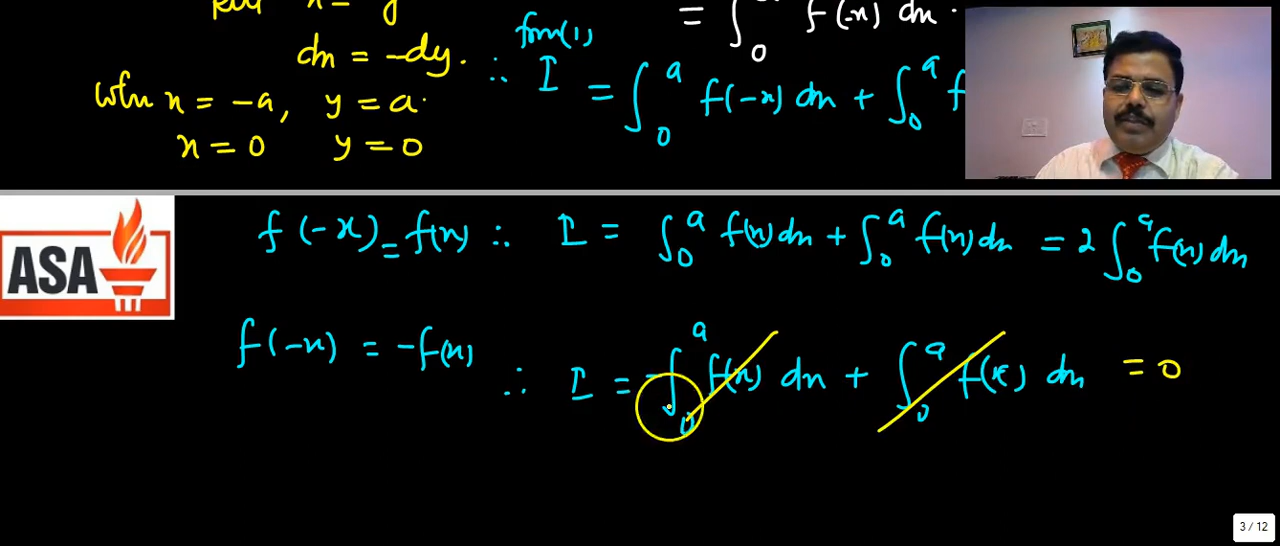 x = y
= ∫₀ f(-x) dx.
from (1)
dx = -dy. ∴ I = ∫₀ᵃ f(-x) dx + ∫₀ᵃ f
when x = -a, y = a.
x = 0 y = 0
ASA
f(-x) = f(x) ∴ I = ∫₀ᵃ f(x) dx + ∫₀ᵃ f(x) dx = 2 ∫₀ᵃ f(x) dx
f(-x) = -f(x)
∴ I = -∫₀ᵃ f(x) dx + ∫₀ᵃ f(x) dx = 0
3 / 12